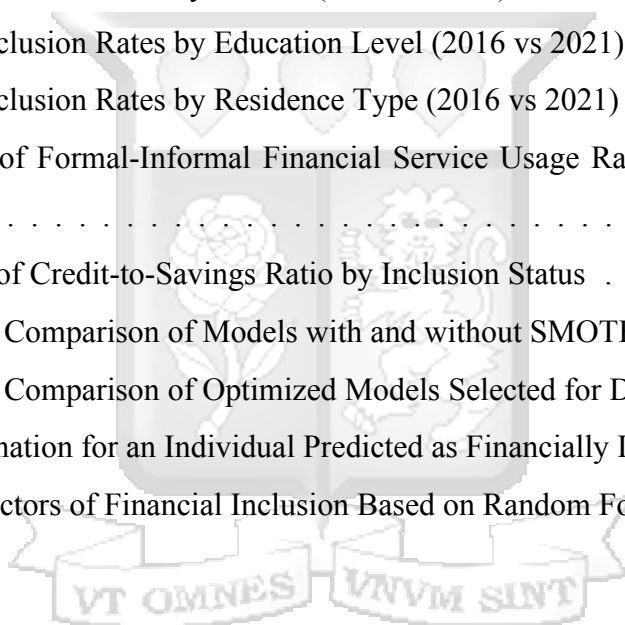 clusion Rates by Education Level (2016 vs 2021)
clusion Rates by Residence Type (2016 vs 2021)
of Formal-Informal Financial Service Usage Ra
. . . . . . . . . . . . . . . . . . . . . . . . . .
of Credit-to-Savings Ratio by Inclusion Status .
Comparison of Models with and without SMOTE
Comparison of Optimized Models Selected for D
nation for an Individual Predicted as Financially I
ctors of Financial Inclusion Based on Random Fo
VT OMNES VNVM SINT